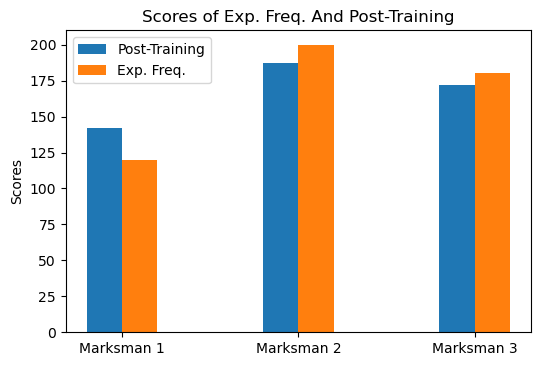 Scores of Exp. Freq. And Post-Training
Post-Training
Exp. Freq.
Scores
200
175
150
125
100
75
50
25
0
Marksman 1 Marksman 2 Marksman 3